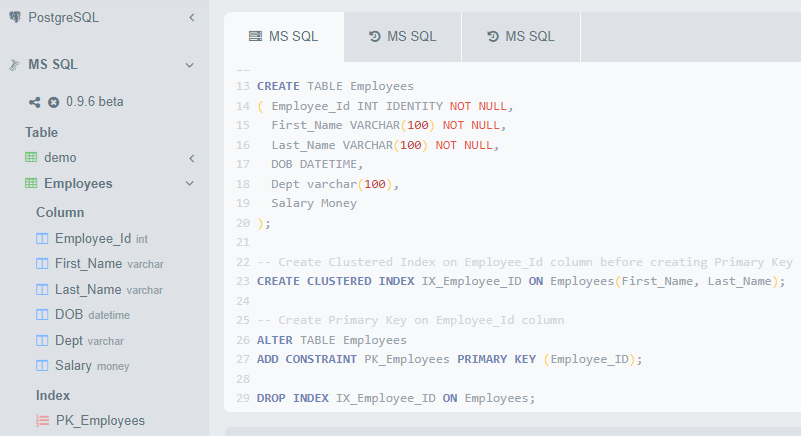 PostgreSQL
MS SQL
0.9.6 beta
Table
demo
Employees
Column
Employee_Id int
First_Name varchar
Last_Name varchar
DOB datetime
Dept varchar
Salary money
Index
PK_Employees
MS SQL
MS SQL
MS SQL
13 CREATE TABLE Employees
14 ( Employee_Id INT IDENTITY NOT NULL,
15 First_Name VARCHAR(100) NOT NULL,
16 Last_Name VARCHAR(100) NOT NULL,
17 DOB DATETIME,
18 Dept varchar(100),
19 Salary Money
20 );
21
22 -- Create Clustered Index on Employee_Id column before creating Primary Key
23 CREATE CLUSTERED INDEX IX_Employee_ID ON Employees(First_Name, Last_Name);
24
25 -- Create Primary Key on Employee_Id column
26 ALTER TABLE Employees
27 ADD CONSTRAINT PK_Employees PRIMARY KEY (Employee_ID);
28
29 DROP INDEX IX_Employee_ID ON Employees;